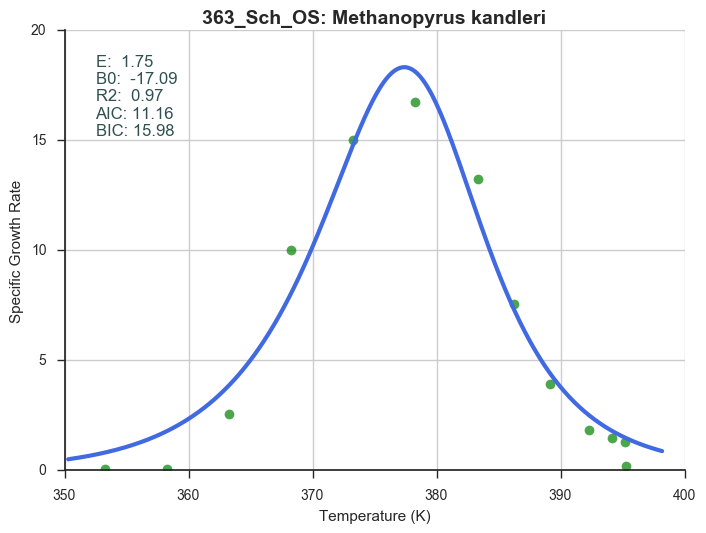 363_Sch_OS: Methanopyrus kandleri
E:  1.75
B0:  -17.09
R2:  0.97
AIC: 11.16
BIC: 15.98
Specific Growth Rate
20
15
10
5
0
350 360 370 380 390 400
Temperature (K)